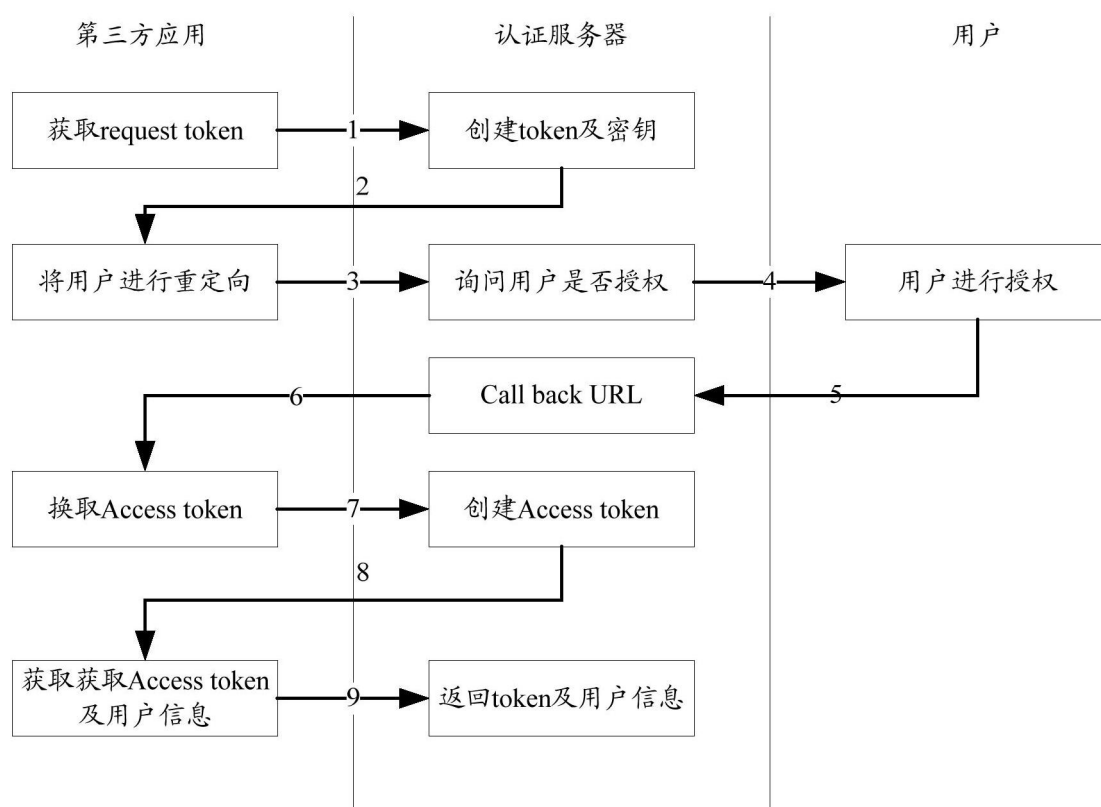 第三方应用
认证服务器
用户
获取request token
1
创建token及密钥
2
将用户进行重定向
3
询问用户是否授权
4
用户进行授权
Call back URL
5
6
换取Access token
7
创建Access token
8
获取获取Access token
及用户信息
9
返回token及用户信息